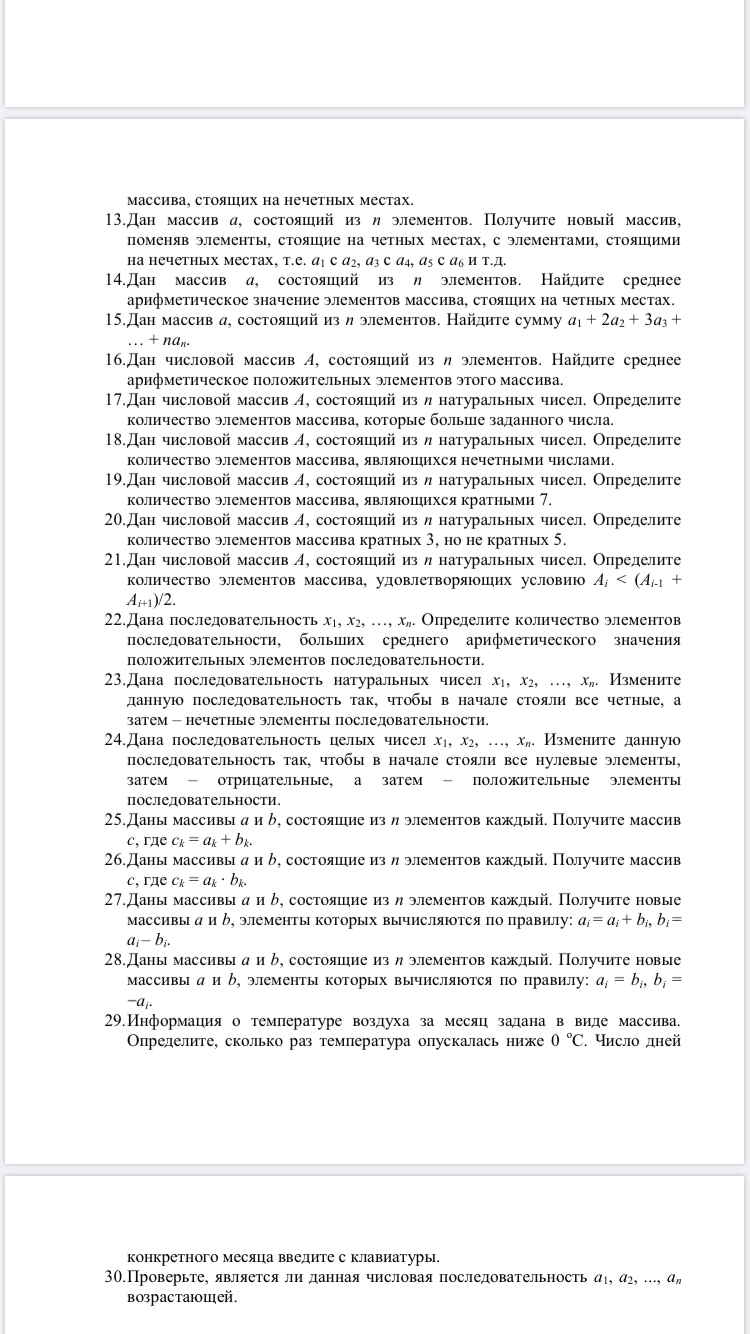 массива, стоящих на нечетных местах.
13.Дан массив a, состоящий из n элементов. Получите новый массив,
поменяв элементы, стоящие на четных местах, с элементами, стоящими
на нечетных местах, т.е. a1 с a2, a3 с a4, a5 с a6 и т.д.
14.Дан массив a, состоящий из n элементов. Найдите среднее
арифметическое значение элементов массива, стоящих на четных местах.
15.Дан массив a, состоящий из n элементов. Найдите сумму a1 + 2a2 + 3a3 +
… + nan.
16.Дан числовой массив A, состоящий из n элементов. Найдите среднее
арифметическое положительных элементов этого массива.
17.Дан числовой массив A, состоящий из n натуральных чисел. Определите
количество элементов массива, которые больше заданного числа.
18.Дан числовой массив A, состоящий из n натуральных чисел. Определите
количество элементов массива, являющихся нечетными числами.
19.Дан числовой массив A, состоящий из n натуральных чисел. Определите
количество элементов массива, являющихся кратными 7.
20.Дан числовой массив A, состоящий из n натуральных чисел. Определите
количество элементов массива кратных 3, но не кратных 5.
21.Дан числовой массив A, состоящий из n натуральных чисел. Определите
количество элементов массива, удовлетворяющих условию Ai < (Ai-1 +
Ai+1)/2.
22.Дана последовательность x1, x2, …, xn. Определите количество элементов
последовательности, больших среднего арифметического значения
положительных элементов последовательности.
23.Дана последовательность натуральных чисел x1, x2, …, xn. Измените
данную последовательность так, чтобы в начале стояли все четные, а
затем – нечетные элементы последовательности.
24.Дана последовательность целых чисел x1, x2, …, xn. Измените данную
последовательность так, чтобы в начале стояли все нулевые элементы,
затем – отрицательные, а затем – положительные элементы
последовательности.
25.Даны массивы a и b, состоящие из n элементов каждый. Получите массив
c, где ck = ak + bk.
26.Даны массивы a и b, состоящие из n элементов каждый. Получите массив
c, где ck = ak · bk.
27.Даны массивы a и b, состоящие из n элементов каждый. Получите новые
массивы a и b, элементы которых вычисляются по правилу: ai = ai + bi, bi =
ai – bi.
28.Даны массивы a и b, состоящие из n элементов каждый. Получите новые
массивы a и b, элементы которых вычисляются по правилу: ai = bi, bi =
−ai.
29.Информация о температуре воздуха за месяц задана в виде массива.
Определите, сколько раз температура опускалась ниже 0 °С. Число дней
конкретного месяца введите с клавиатуры.
30.Проверьте, является ли данная числовая последовательность a1, a2, ..., an
возрастающей.